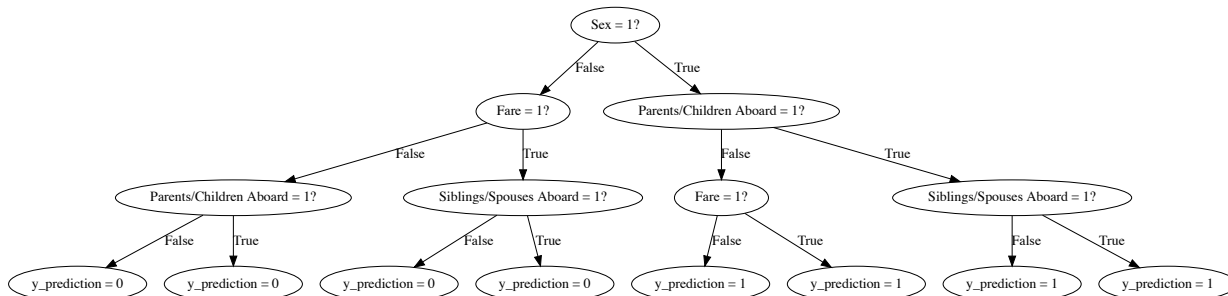 Sex = 1?
False
True
Fare = 1?
Parents/Children Aboard = 1?
False
True
False
True
Parents/Children Aboard = 1?
Siblings/Spouses Aboard = 1?
Fare = 1?
Siblings/Spouses Aboard = 1?
False
True
False
True
False
True
False
True
y_prediction = 0
y_prediction = 0
y_prediction = 0
y_prediction = 0
y_prediction = 1
y_prediction = 1
y_prediction = 1
y_prediction = 1